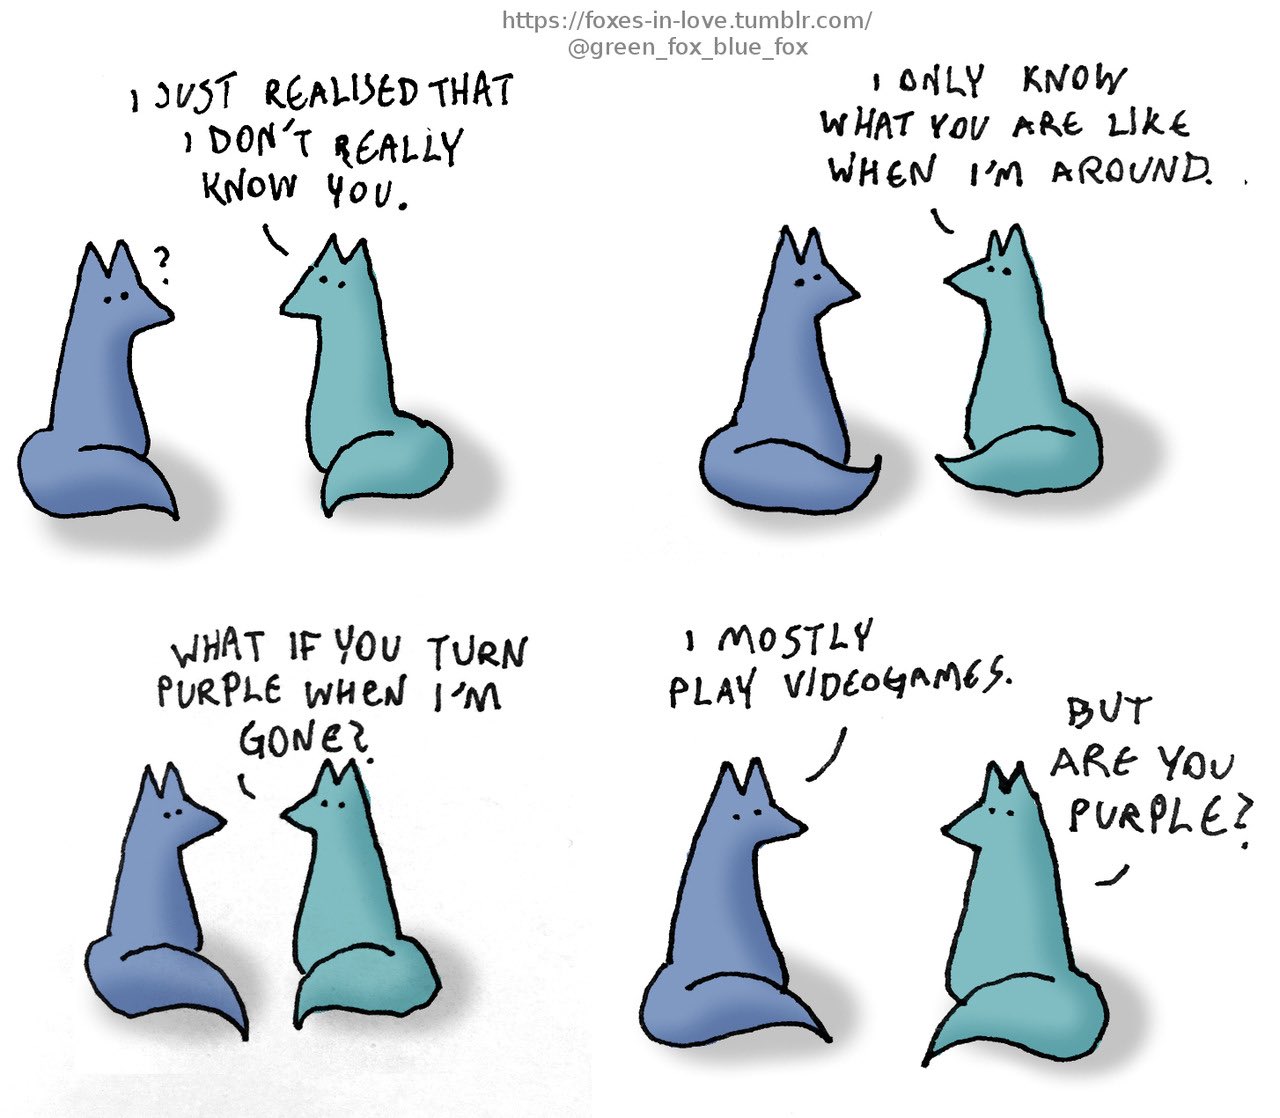 https://foxes-in-love.tumblr.com/
@green_fox_blue_fox
I JUST REALISED THAT
I DON'T REALLY
KNOW YOU.
?
I ONLY KNOW
WHAT YOU ARE LIKE
WHEN I'M AROUND.
WHAT IF YOU TURN
PURPLE WHEN I'M
GONE?
I MOSTLY
PLAY VIDEOGAMES.
BUT
ARE YOU
PURPLE?